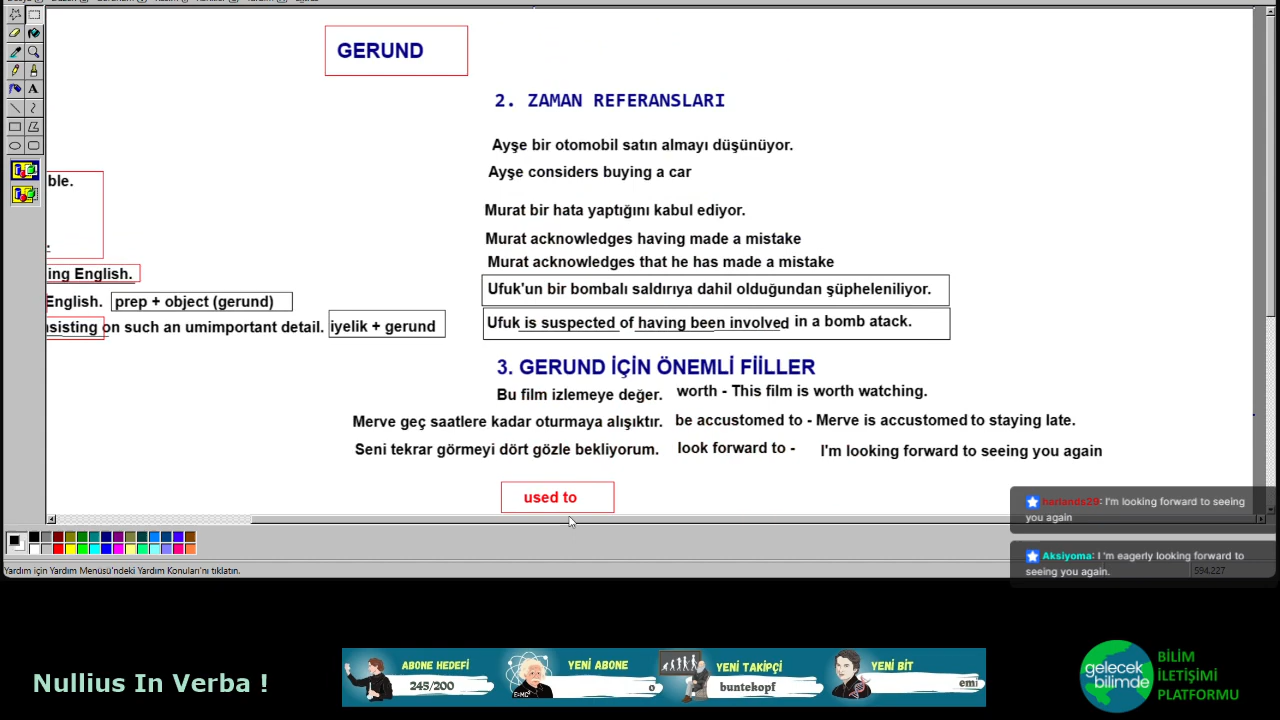 GERUND
2. ZAMAN REFERANSLARI
Ayşe bir otomobil satın almayı düşünüyor.
Ayşe considers buying a car
ble.
Murat bir hata yaptığını kabul ediyor.
Murat acknowledges having made a mistake
Murat acknowledges that he has made a mistake
ing English.
Ufuk'un bir bombalı saldırıya dahil olduğundan şüpheleniliyor.
English. prep + object (gerund)
Ufuk is suspected of having been involved in a bomb atack.
sisting on such an umimportant detail. iyelik + gerund
3. GERUND İÇİN ÖNEMLİ FİİLLER
Bu film izlemeye değer. worth - This film is worth watching.
Merve geç saatlere kadar oturmaya alışıktır. be accustomed to - Merve is accustomed to staying late.
Seni tekrar görmeyi dört gözle bekliyorum. look forward to - I'm looking forward to seeing you again
used to
harlands29: I'm looking forward to seeing
you again
Aksiyoma: I 'm eagerly looking forward to
seeing you again.
Yardım için Yardım Menüsü'ndeki Yardım Konuları'nı tıklatın.
594,227
Nullius In Verba !
ABONE HEDEFİ
245/200
YENİ ABONE
o
E=MC²
YENİ TAKİPÇİ
buntekopf
YENİ BİT
emi
gelecek
bilimde
BİLİM
İLETİŞİMİ
PLATFORMU